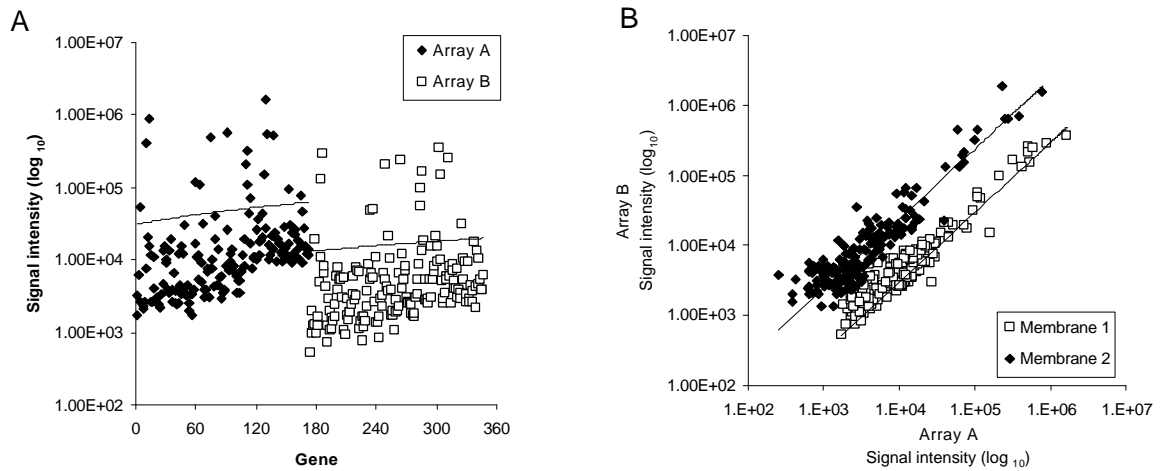 A
Signal intensity (log 10)
1.00E+07
1.00E+06
1.00E+05
1.00E+04
1.00E+03
1.00E+02
Array A
Array B
0 60 120 180 240 300 360
Gene
B
Array B
Signal intensity (log 10)
1.00E+07
1.00E+06
1.00E+05
1.00E+04
1.00E+03
1.00E+02
Membrane 1
Membrane 2
1.E+02 1.E+03 1.E+04 1.E+05 1.E+06 1.E+07
Array A
Signal intensity (log 10)